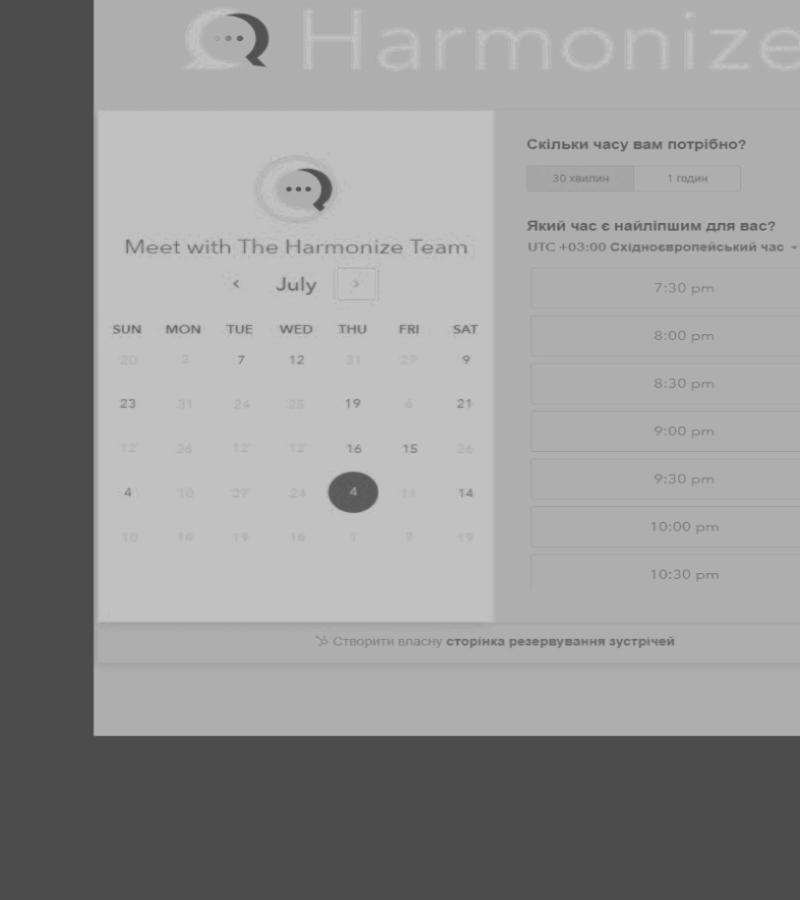 Harmonize
Meet with The Harmonize Team
July
SUN MON TUE WED THU FRI SAT
20 2 7 12 31 27 9
23 31 24 25 19 6 21
12 26 12 12 16 15 26
4 10 27 24 4 11 14
10 14 19 16 1 7 19
Скільки часу вам потрібно?
30 хвилин 1 годин
Який час є найліпшим для вас?
UTC +03:00 Східноєвропейський час
7:30 pm
8:00 pm
8:30 pm
9:00 pm
9:30 pm
10:00 pm
10:30 pm
Створити власну сторінка резервування зустрічей